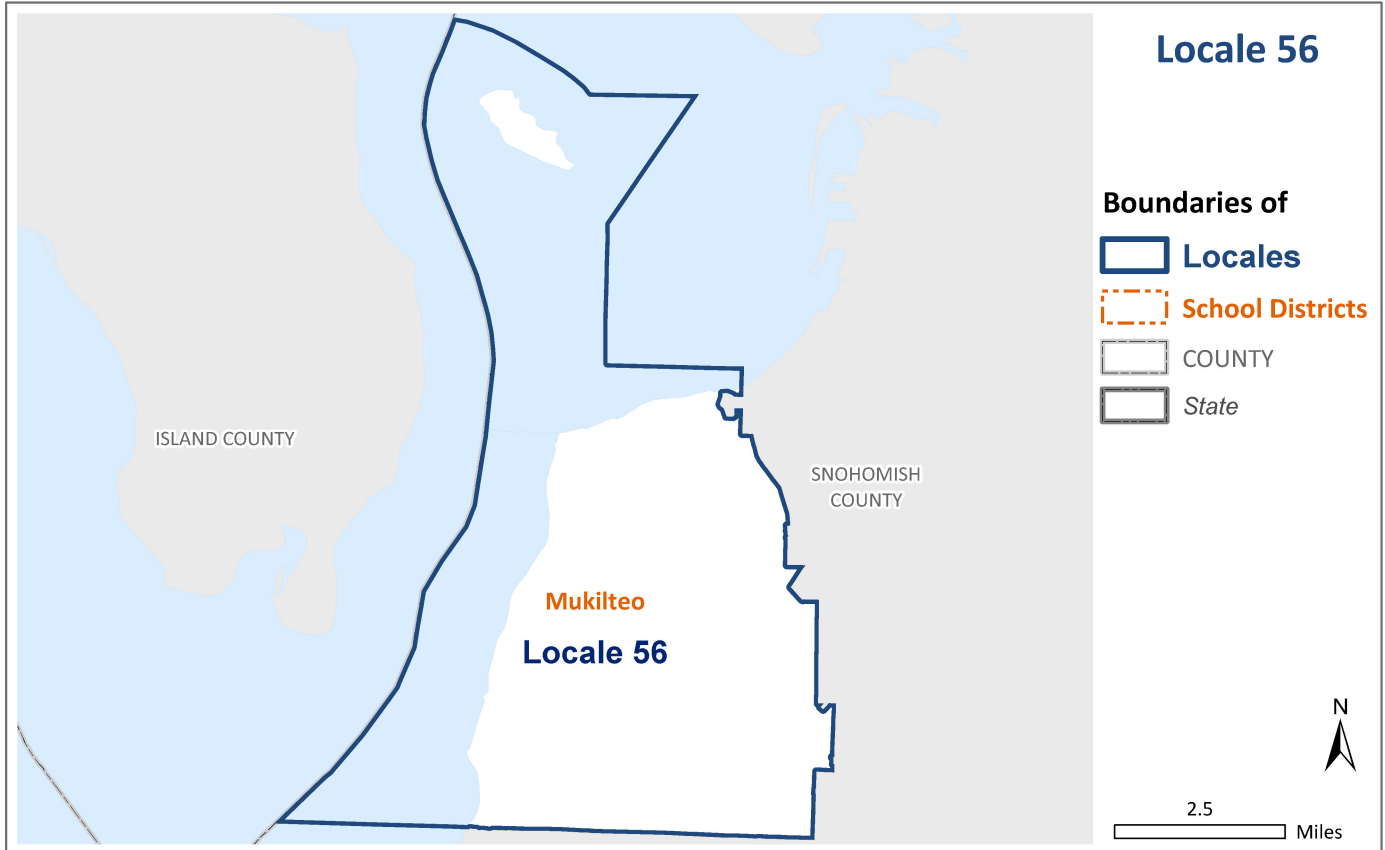 Locale 56
Boundaries of
Locales
School Districts
COUNTY
State
ISLAND COUNTY
SNOHOMISH
COUNTY
Mukilteo
Locale 56
N
2.5
Miles